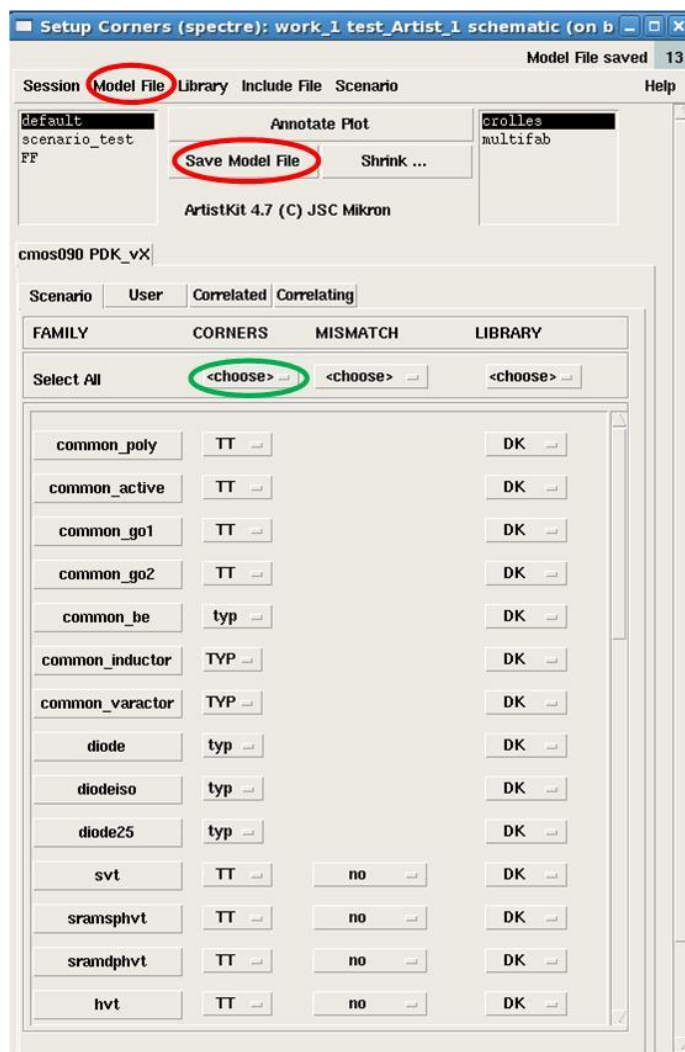 Setup Corners (spectre): work_1 test_Artist_1 schematic (on b
Model File saved 13
Session Model File Library Include File Scenario Help
default
scenario_test
FF
Annotate Plot
Save Model File Shrink ...
crolles
multifab
ArtistKit 4.7 (C) JSC Mikron
cmos090 PDK_vX
Scenario User Correlated Correlating
FAMILY CORNERS MISMATCH LIBRARY
Select All <choose> <choose> <choose>
common_poly TT DK
common_active TT DK
common_go1 TT DK
common_go2 TT DK
common_be typ DK
common_inductor TYP DK
common_varactor TYP DK
diode typ DK
diodeiso typ DK
diode25 typ DK
svt TT no DK
sramsphvt TT no DK
sramdphvt TT no DK
hvt TT no DK